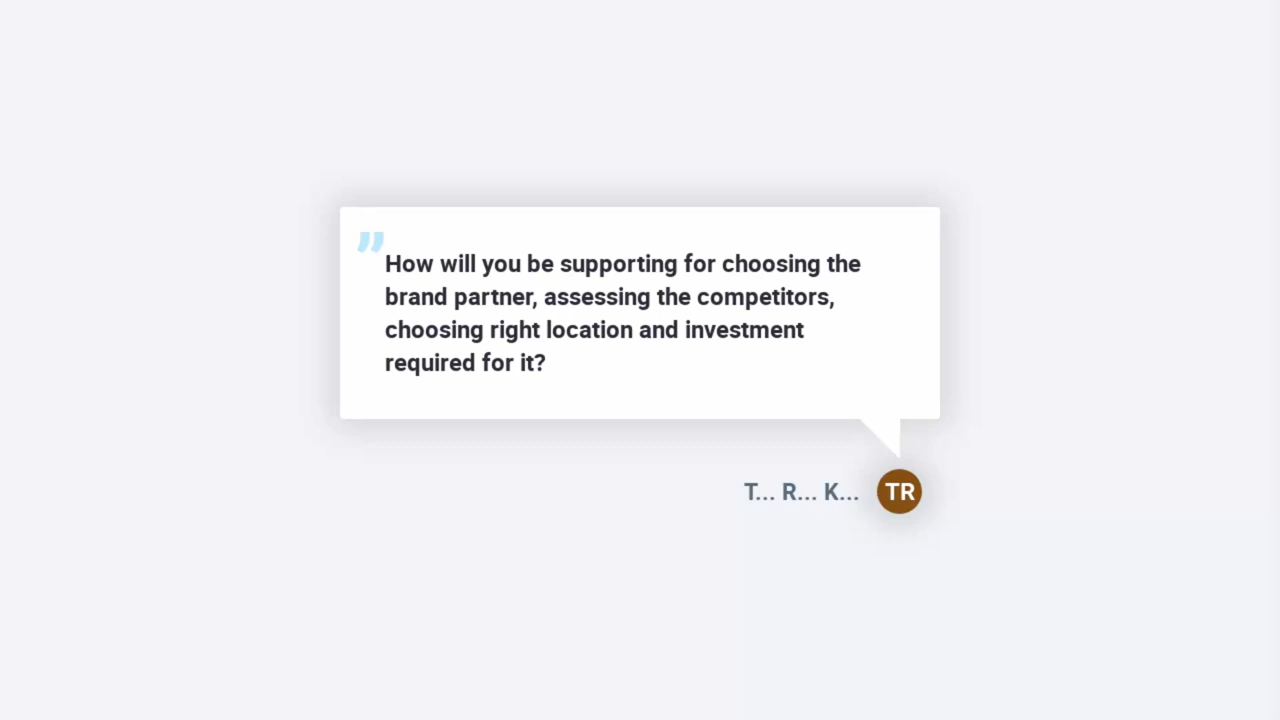 "
How will you be supporting for choosing the
brand partner, assessing the competitors,
choosing right location and investment
required for it?
T... R... K...
TR